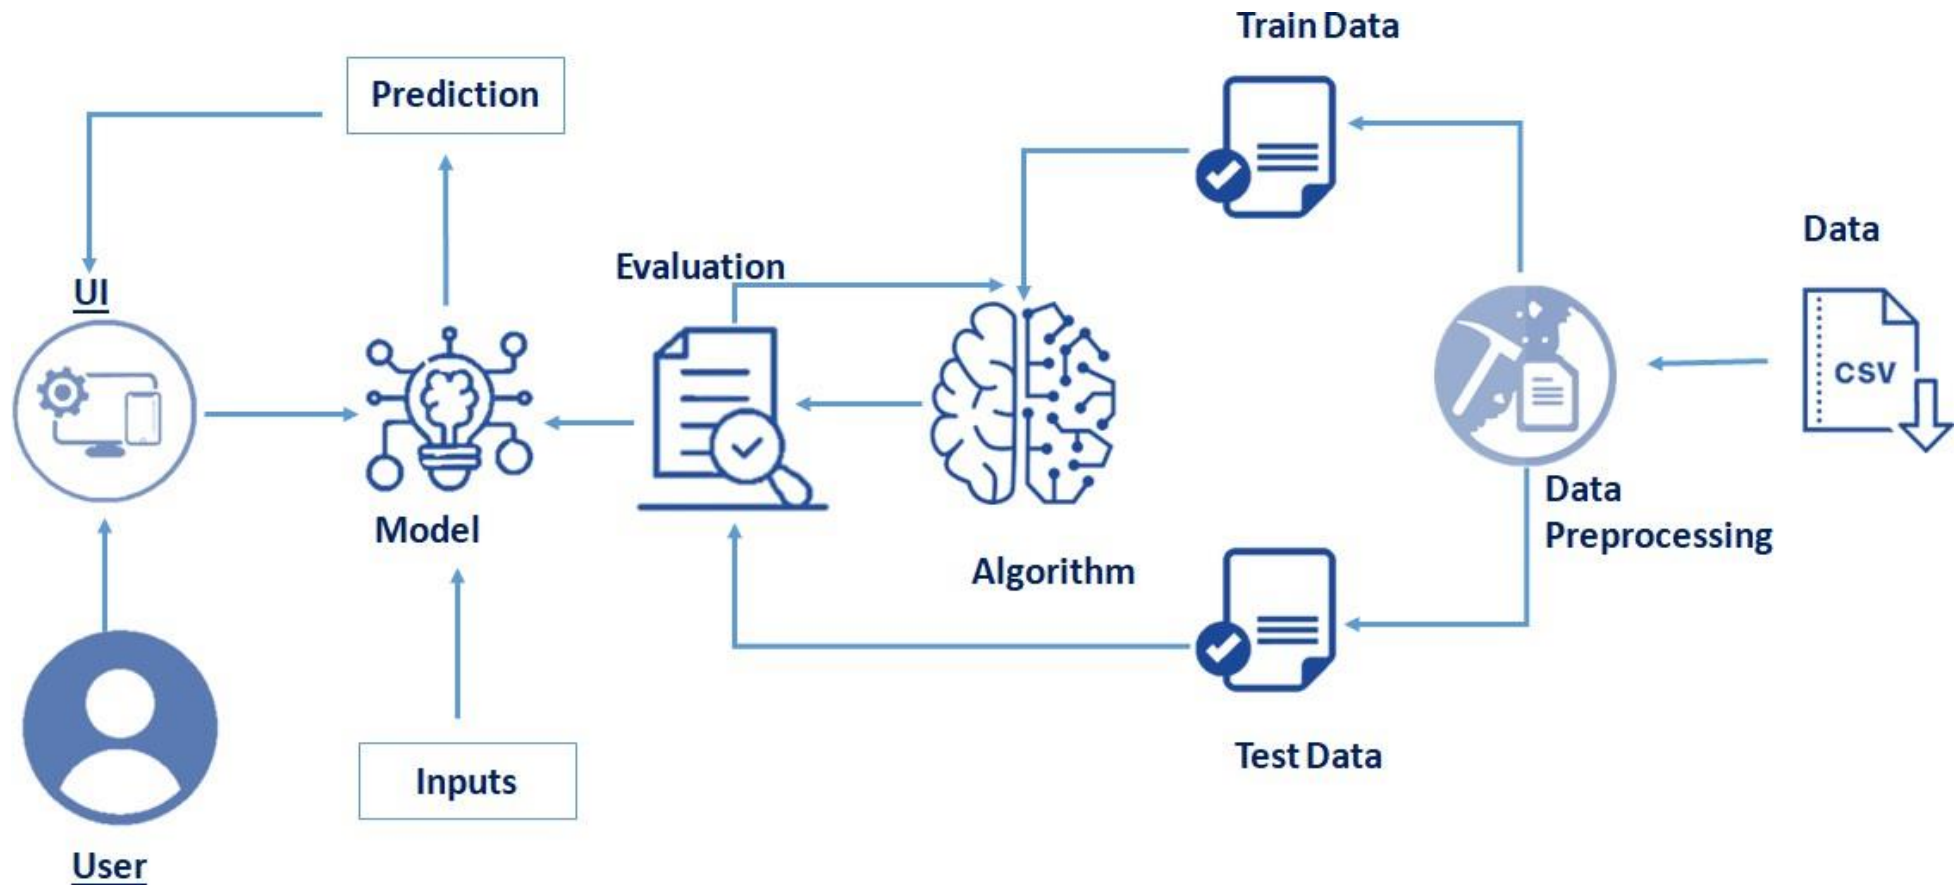 Train Data
Prediction
Data
Evaluation
UI
CSV
Data
Preprocessing
Model
Algorithm
Test Data
Inputs
User